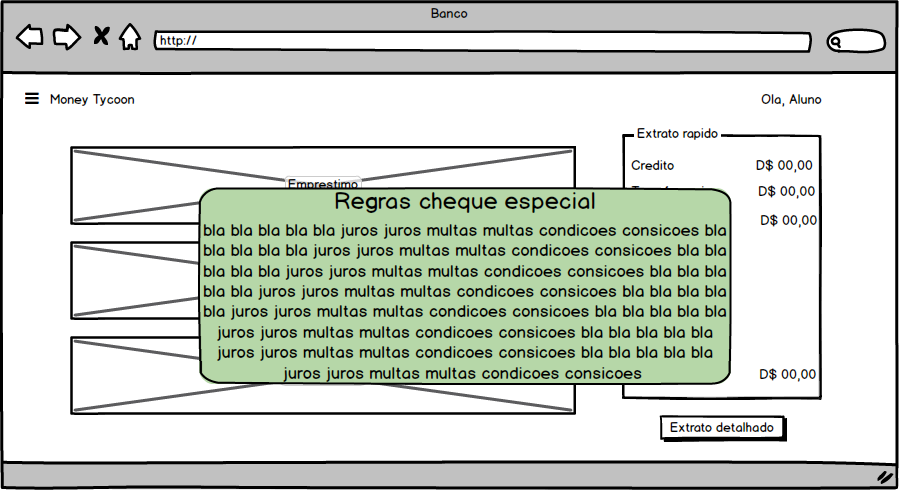 Banco
http://
Money Tycoon
Ola, Aluno
Extrato rapido
Credito D$ 00,00
D$ 00,00
D$ 00,00
D$ 00,00
Extrato detalhado
Emprestimo
Regras cheque especial
bla bla bla bla bla juros juros multas multas condicoes consicoes bla
bla bla bla bla juros juros multas multas condicoes consicoes bla bla
bla bla bla juros juros multas multas condicoes consicoes bla bla bla
bla bla juros juros multas multas condicoes consicoes bla bla bla bla
bla juros juros multas multas condicoes consicoes bla bla bla bla bla
juros juros multas multas condicoes consicoes bla bla bla bla bla
juros juros multas multas condicoes consicoes bla bla bla bla bla
juros juros multas multas condicoes consicoes